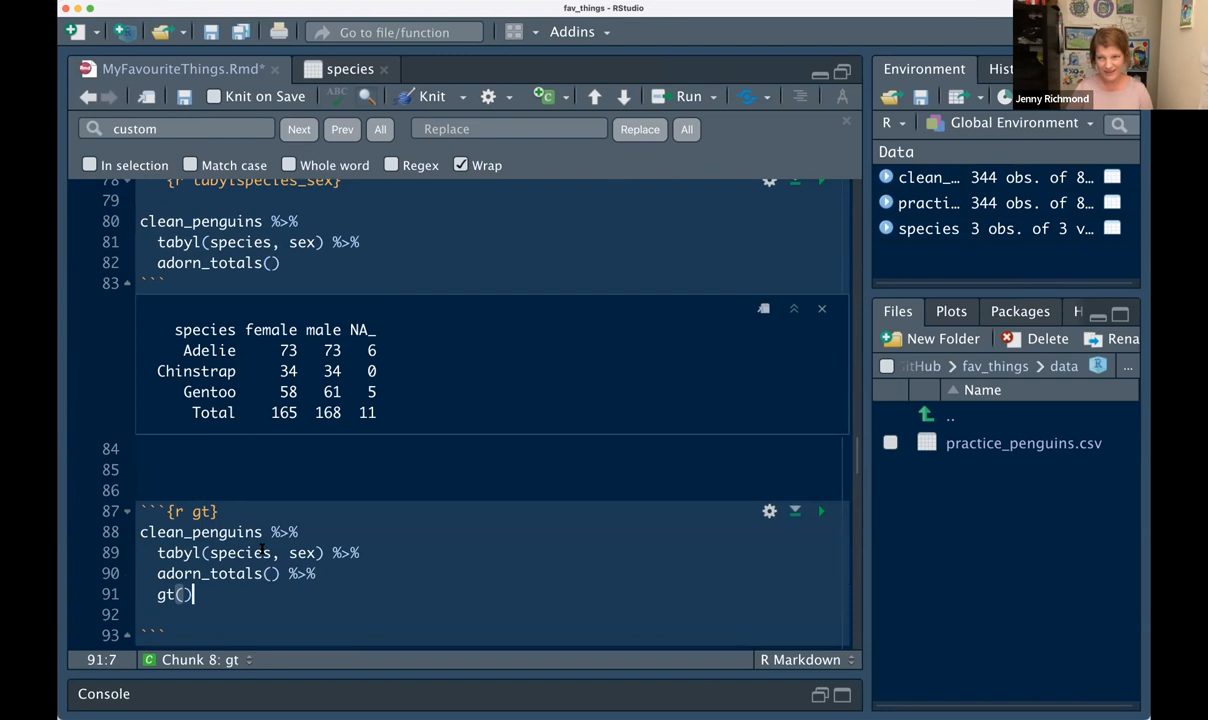 fav_things - RStudio
Go to file/function
Addins
MyFavouriteThings.Rmd*
species
Knit on Save
ABC
Knit
Run
custom
Next
Prev
All
Replace
Replace
All
In selection
Match case
Whole word
Regex
Wrap
78
{r tabylspecies_sex}
79
80 clean_penguins %>%
81 tabyl(species, sex) %>%
82 adorn_totals()
83 ```
species female male NA_
Adelie 73 73 6
Chinstrap 34 34 0
Gentoo 58 61 5
Total 165 168 11
84
85
86
87 ```{r gt}
88 clean_penguins %>%
89 tabyl(species, sex) %>%
90 adorn_totals() %>%
91 gt()
92
93 ```
91:7 Chunk 8: gt R Markdown
Console
Jenny Richmond
Environment His
R Global Environment
Data
clean_… 344 obs. of 8…
practi… 344 obs. of 8…
species 3 obs. of 3 v…
Files Plots Packages H
New Folder Delete Rena
itHub fav_things data R ...
Name
..
practice_penguins.csv